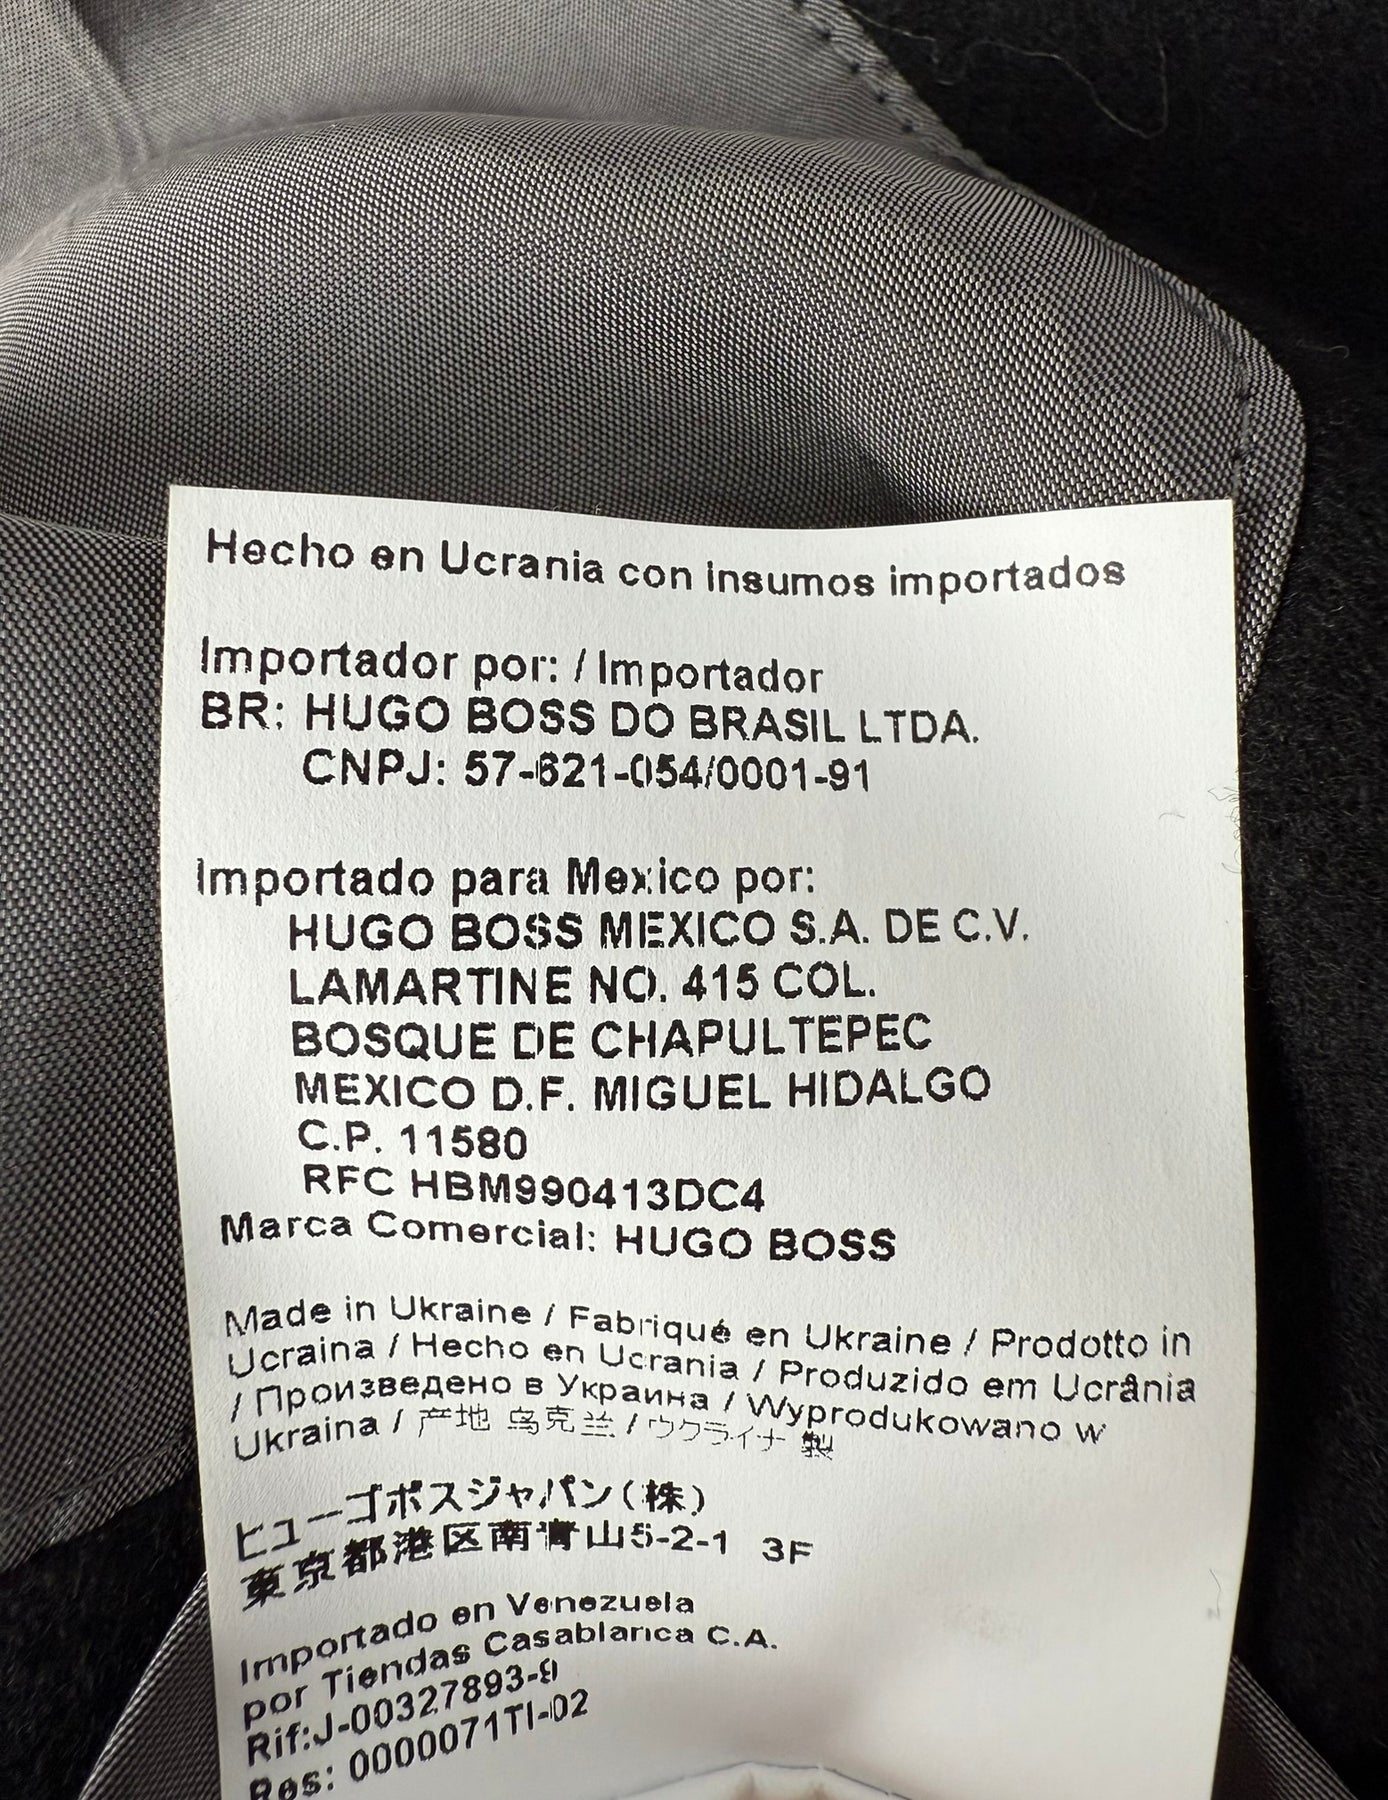 Hecho en Ucrania con insumos importados
Importador por: / Importador
BR: HUGO BOSS DO BRASIL LTDA.
CNPJ: 57-621-054/0001-91
Importado para Mexico por:
HUGO BOSS MEXICO S.A. DE C.V.
LAMARTINE NO. 415 COL.
BOSQUE DE CHAPULTEPEC
MEXICO D.F. MIGUEL HIDALGO
C.P. 11580
RFC HBM990413DC4
Marca Comercial: HUGO BOSS
Made in Ukraine / Fabriqué en Ukraine / Prodotto in
Ucraina / Hecho en Ucrania / Produzido em Ucrânia
/ Произведено в Украина / Wyprodukowano w
Ukraina / 产地 乌克兰 / ウクライナ 製
ヒューゴボスジャパン(株)
東京都港区南青山5-2-1 3F
Importado en Venezuela
por Tiendas Casablanca C.A.
Rif:J-00327893-9
Res: 0000071TI-02